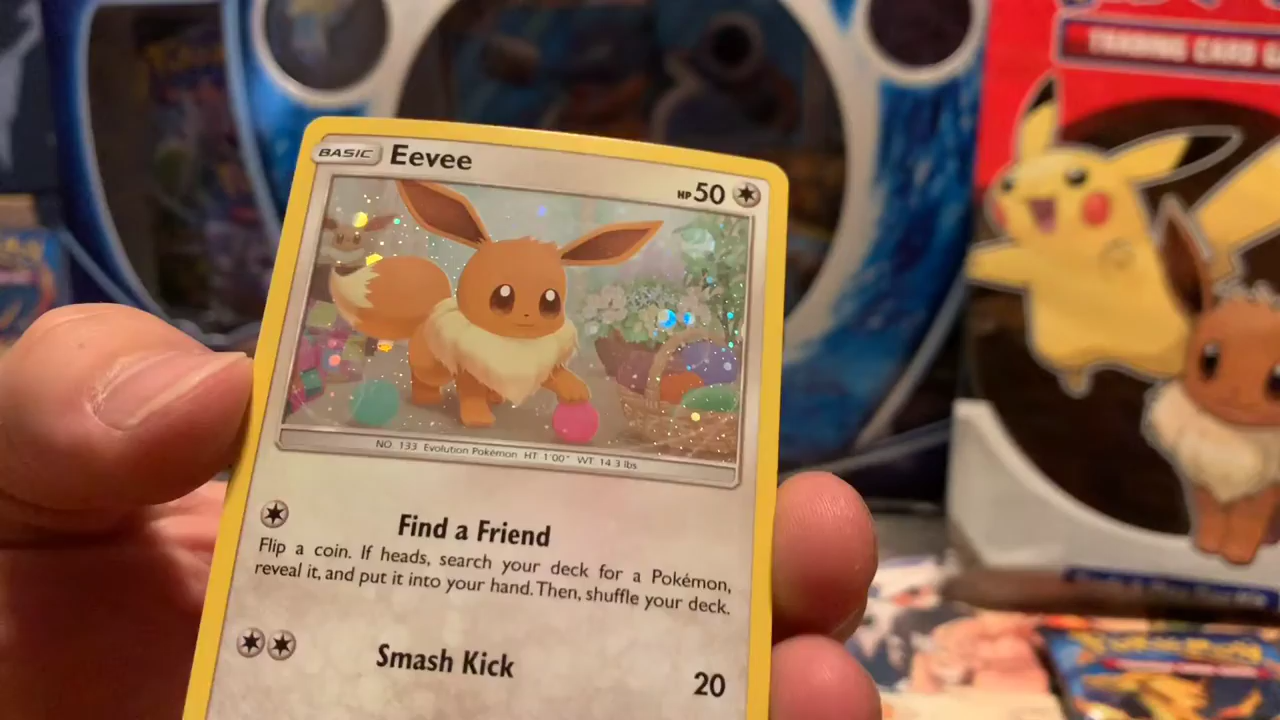 BASIC Eevee
HP 50
NO. 133 Evolution Pokémon HT 1'00" WT 14.3 lbs
Find a Friend
Flip a coin. If heads, search your deck for a Pokémon,
reveal it, and put it into your hand. Then, shuffle your deck.
Smash Kick
20
TRADING CARD
Pokémon